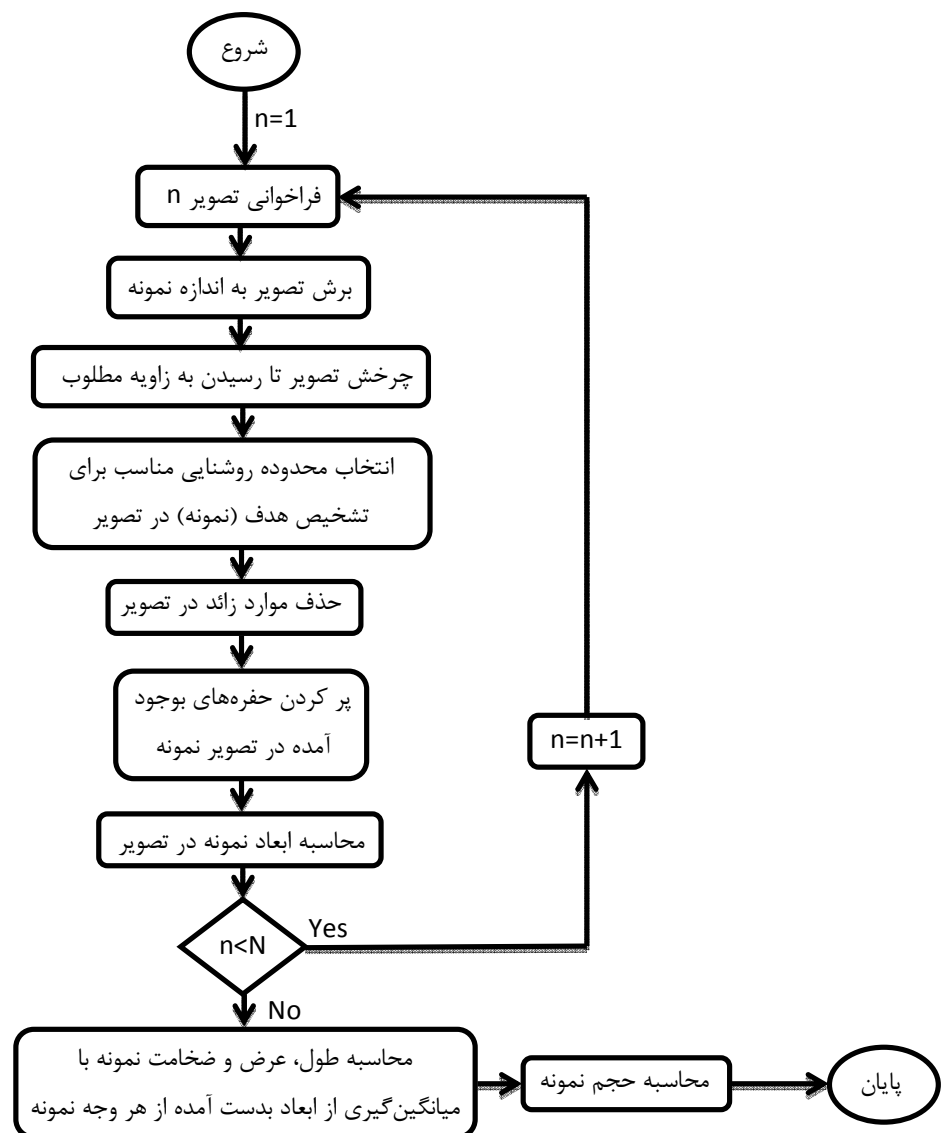 شروع
n=1
فراخوانی تصویر n
برش تصویر به اندازه نمونه
چرخش تصویر تا رسیدن به زاویه مطلوب
انتخاب محدوده روشنایی مناسب برای
تشخیص هدف (نمونه) در تصویر
حذف موارد زائد در تصویر
پر کردن حفره‌های بوجود
آمده در تصویر نمونه
n=n+1
محاسبه ابعاد نمونه در تصویر
n<N
Yes
No
محاسبه طول، عرض و ضخامت نمونه با
میانگین‌گیری از ابعاد بدست آمده از هر وجه نمونه
محاسبه حجم نمونه
پایان